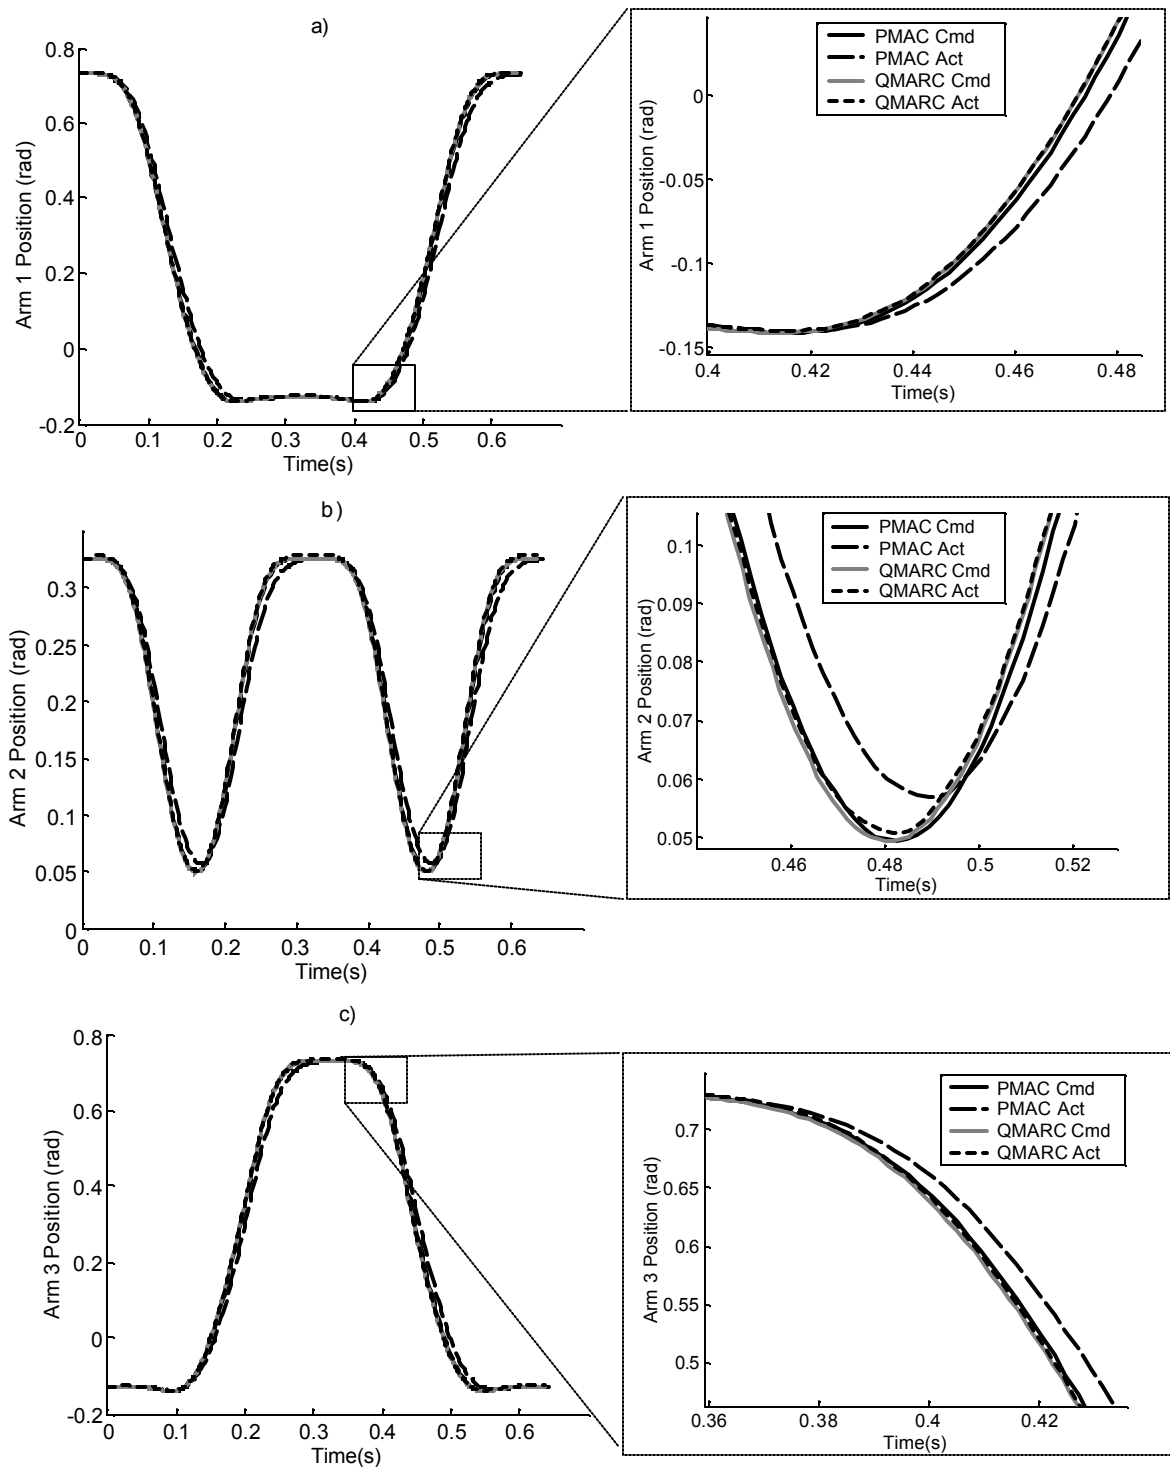 a)
0.8
0.6
0.4
0.2
0
-0.2
0
0.1
0.2
0.3
0.4
0.5
0.6
Time(s)
Arm 1 Position (rad)
PMAC Cmd
PMAC Act
QMARC Cmd
QMARC Act
0
-0.05
-0.1
-0.15
0.4
0.42
0.44
0.46
0.48
Time(s)
Arm 1 Position (rad)
b)
0.3
0.25
0.2
0.15
0.1
0.05
0
0
0.1
0.2
0.3
0.4
0.5
0.6
Time(s)
Arm 2 Position (rad)
PMAC Cmd
PMAC Act
QMARC Cmd
QMARC Act
0.1
0.09
0.08
0.07
0.06
0.05
0.46
0.48
0.5
0.52
Time(s)
Arm 2 Position (rad)
c)
0.8
0.6
0.4
0.2
0
-0.2
0
0.1
0.2
0.3
0.4
0.5
0.6
Time(s)
Arm 3 Position (rad)
PMAC Cmd
PMAC Act
QMARC Cmd
QMARC Act
0.7
0.65
0.6
0.55
0.5
0.36
0.38
0.4
0.42
Time(s)
Arm 3 Position (rad)